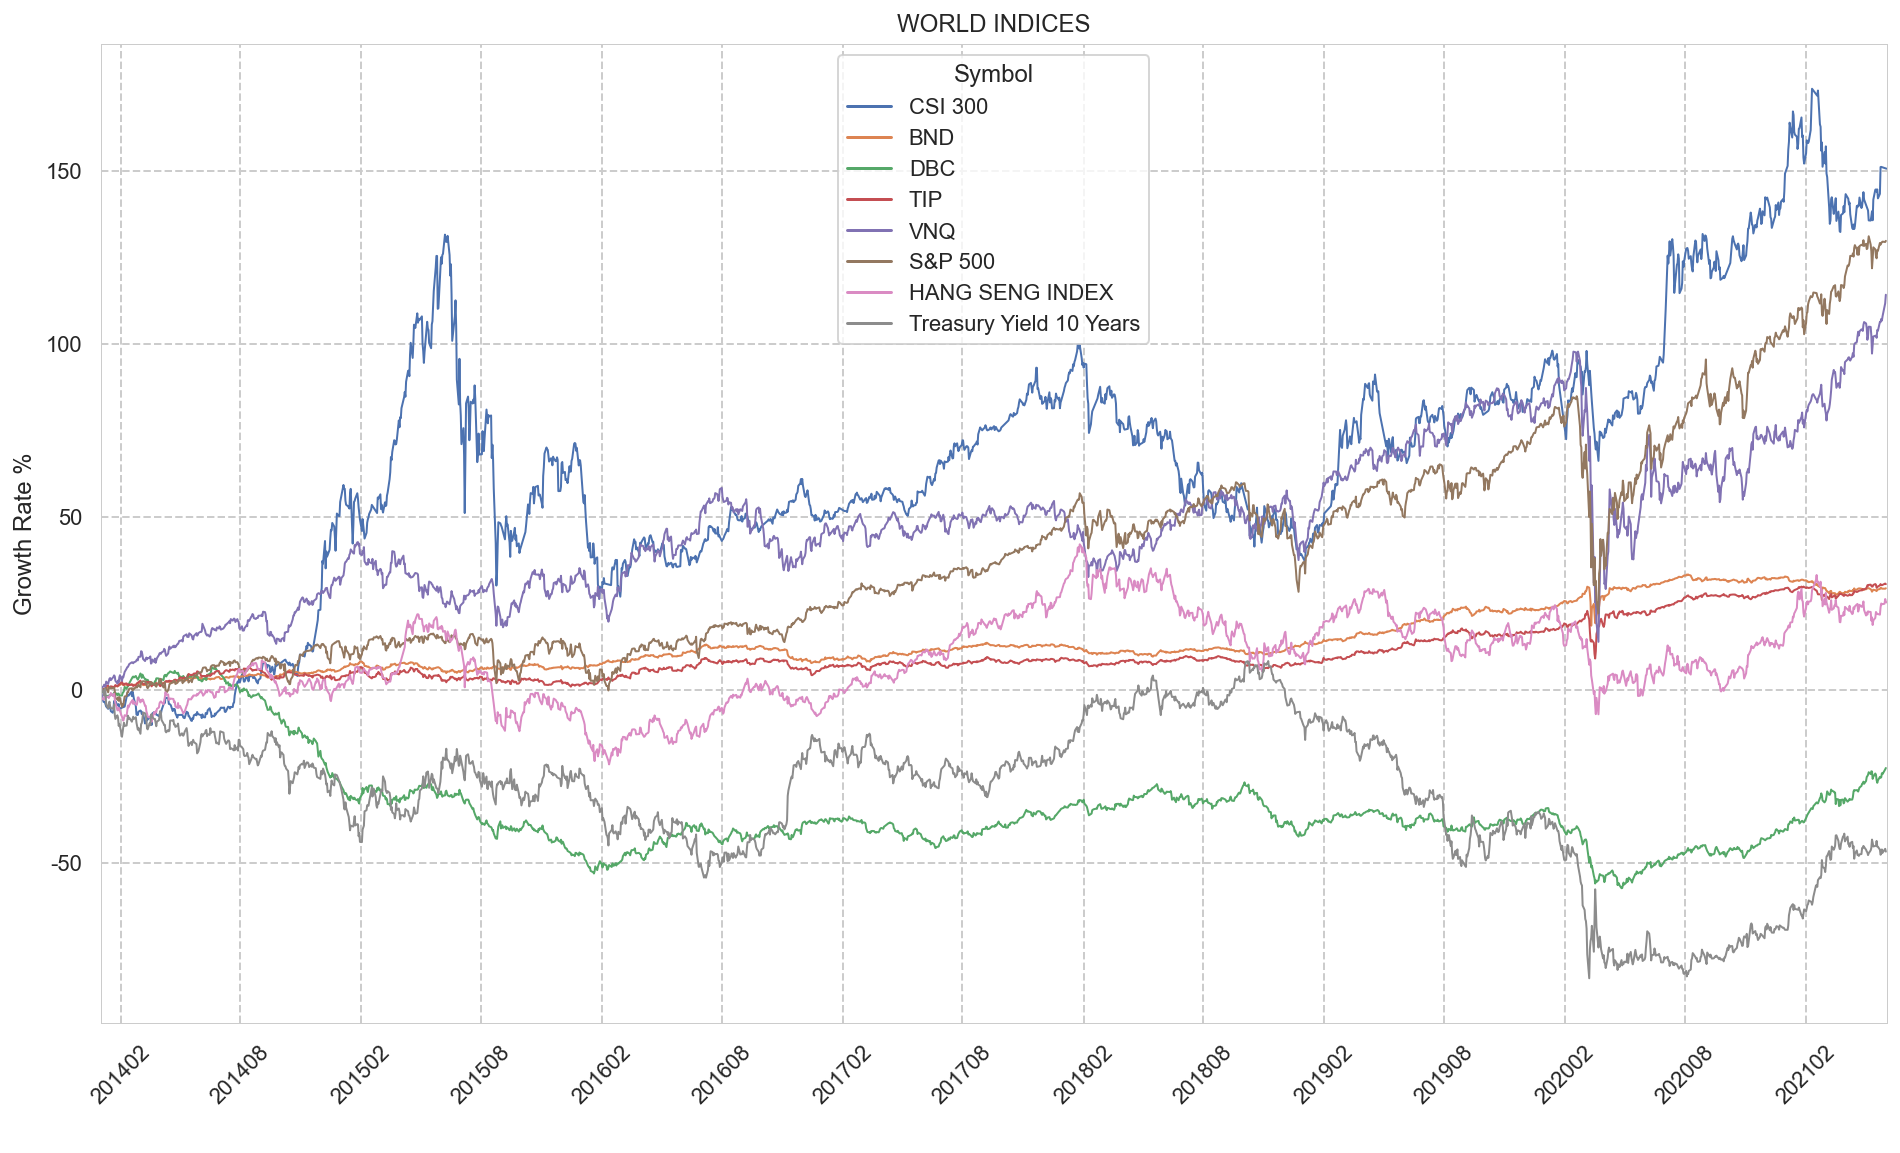 WORLD INDICES
Symbol
CSI 300
BND
DBC
TIP
VNQ
S&P 500
HANG SENG INDEX
Treasury Yield 10 Years
Growth Rate %
150
100
50
0
-50
201402
201408
201502
201508
201602
201608
201702
201708
201802
201808
201902
201908
202002
202008
202102